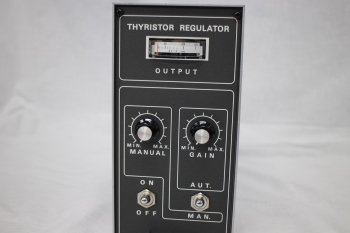 THYRISTOR REGULATOR
OUTPUT
MIN. MAX. MIN. MAX.
MANUAL GAIN
ON AUT.
OFF MAN.